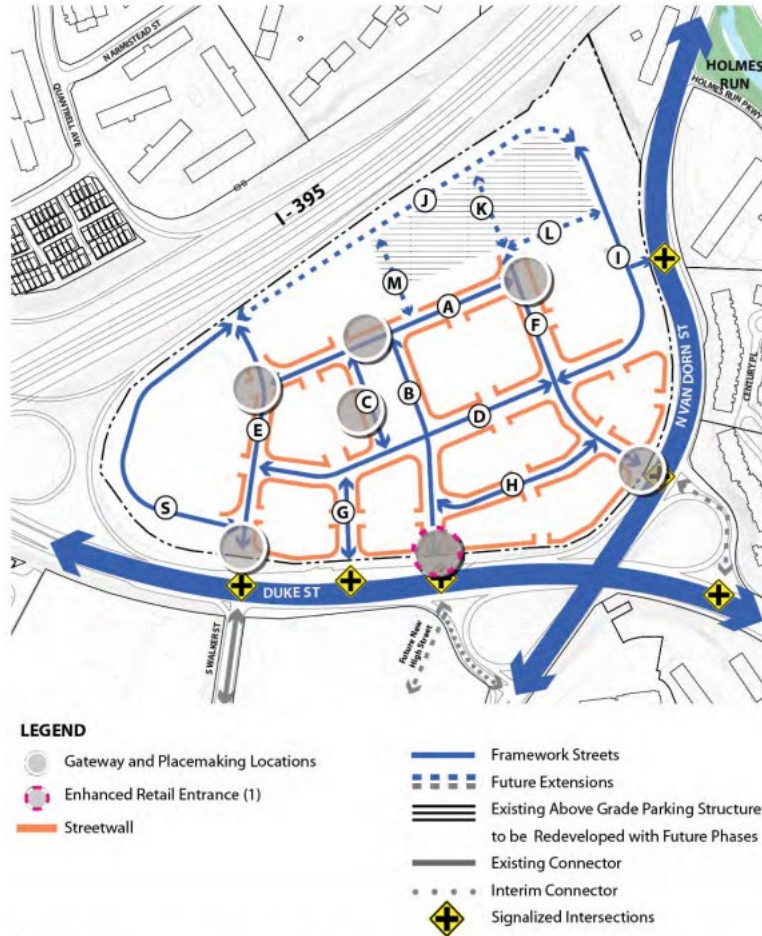 N ARMISTEAD ST
QUANTRELL AVE
HOLMES
RUN
HOLMES RUN PKWY
I - 395
J
K
L
M
I
A
F
B
C
D
E
H
G
S
N VAN DORN ST
CENTURY PL
DUKE ST
S WALKER ST
Future New
High Street
LEGEND
Gateway and Placemaking Locations
Enhanced Retail Entrance (1)
Streetwall
Framework Streets
Future Extensions
Existing Above Grade Parking Structure
to be Redeveloped with Future Phases
Existing Connector
Interim Connector
Signalized Intersections